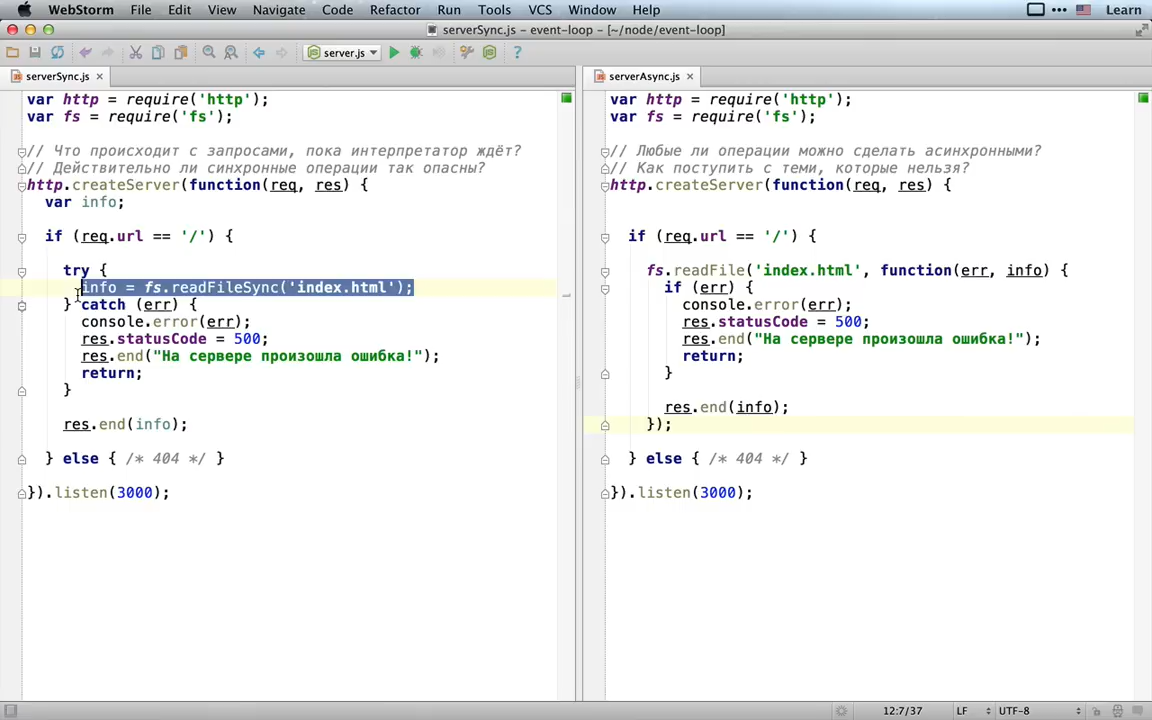 WebStorm File Edit View Navigate Code Refactor Run Tools VCS Window Help Learn
serverSync.js – event-loop – [~/node/event-loop]
server.js
serverSync.js
serverAsync.js
var http = require('http');
var fs = require('fs');
// Что происходит с запросами, пока интерпретатор ждёт?
// Действительно ли синхронные операции так опасны?
http.createServer(function(req, res) {
var info;
if (req.url == '/') {
try {
info = fs.readFileSync('index.html');
} catch (err) {
console.error(err);
res.statusCode = 500;
res.end("На сервере произошла ошибка!");
return;
}
res.end(info);
} else { /* 404 */ }
}).listen(3000);
var http = require('http');
var fs = require('fs');
// Любые ли операции можно сделать асинхронными?
// Как поступить с теми, которые нельзя?
http.createServer(function(req, res) {
if (req.url == '/') {
fs.readFile('index.html', function(err, info) {
if (err) {
console.error(err);
res.statusCode = 500;
res.end("На сервере произошла ошибка!");
return;
}
res.end(info);
});
} else { /* 404 */ }
}).listen(3000);
12:7/37 LF UTF-8